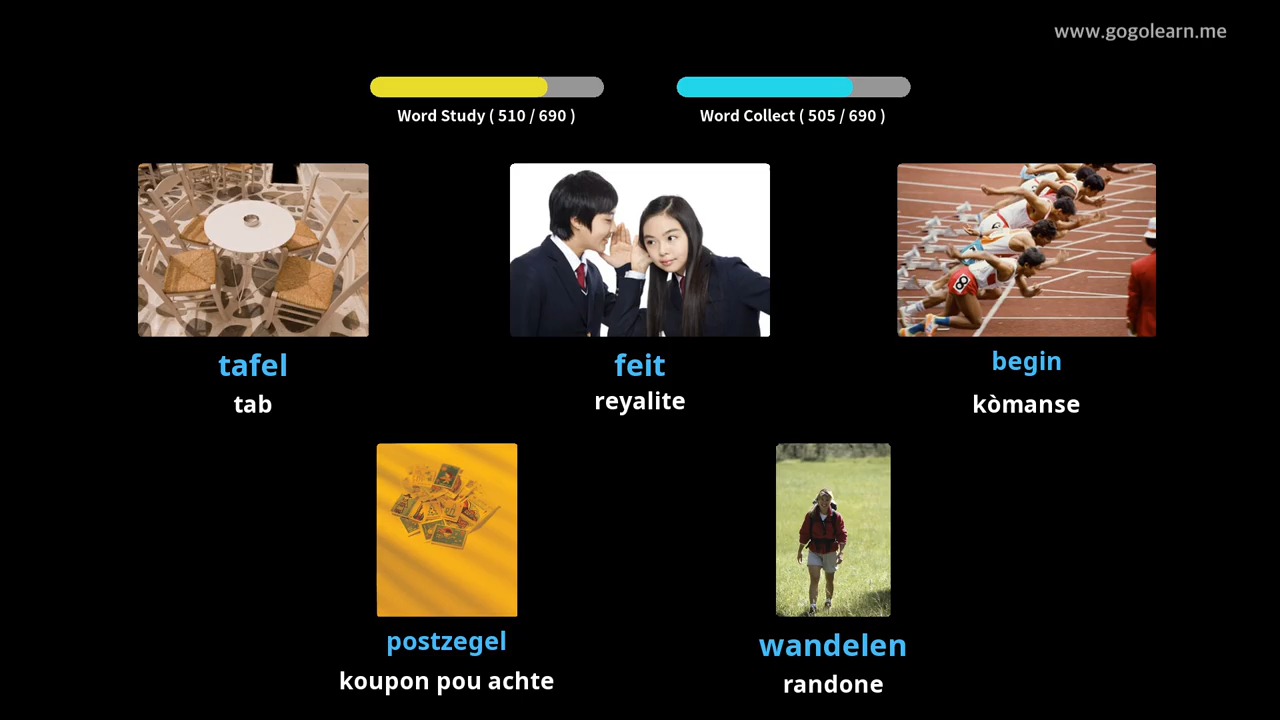 www.gogolearn.me
Word Study ( 510 / 690 )
Word Collect ( 505 / 690 )
tafel
tab
feit
reyalite
begin
kòmanse
8
postzegel
koupon pou achte
wandelen
randone